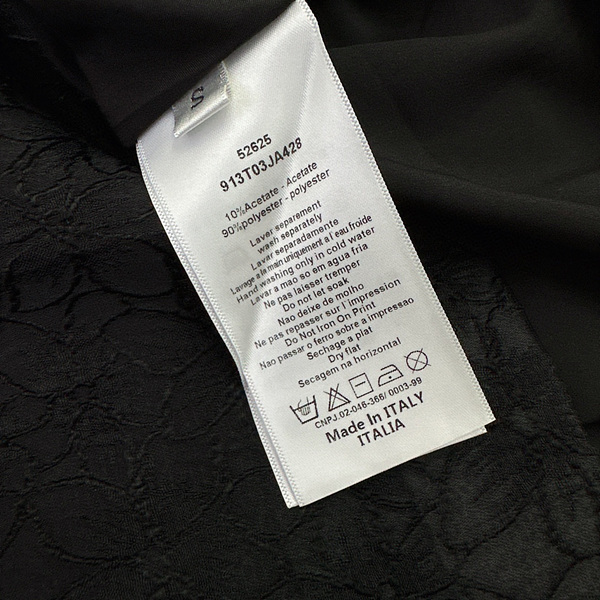 S
52625
913T03JA428
10%Acetate - Acetate
90%polyester - polyester
Laver separement
wash separately
Lavar separadamente
Lavage a la main uniquement a l'eau froide
Hand washing only in cold water
Lavar a mao so em agua fria
Ne pas laisser tremper
Do not let soak
Nao deixe de molho
Ne pas repasser sur l'impression
Do Not Iron On Print
Nao passar o ferro sobre a impressao
Sechage a plat
Dry flat
Secagem na horizontal
CNPJ.02-046-366/ 0003-99
Made In ITALY
ITALIA